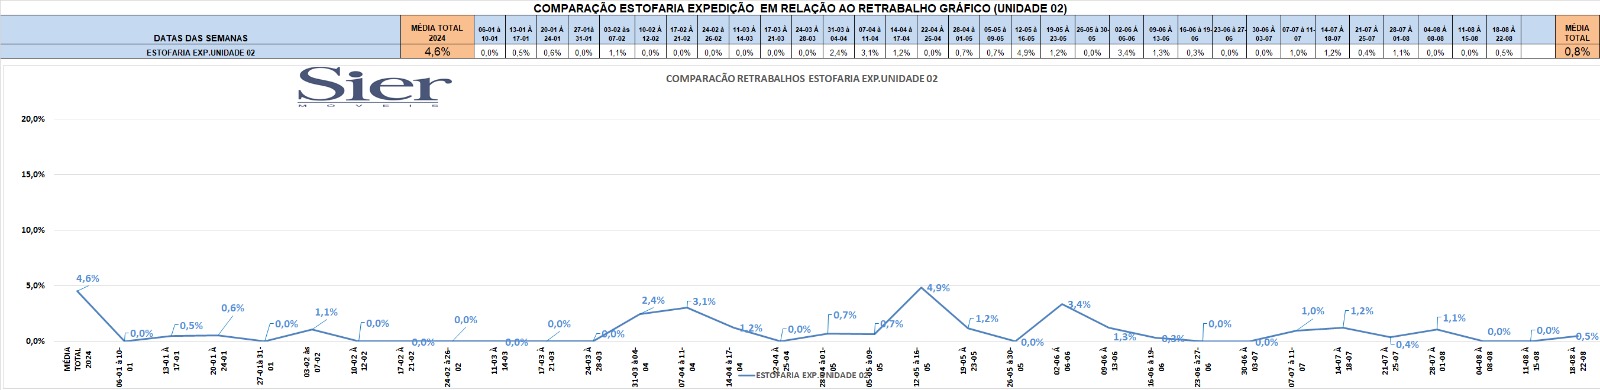 COMPARAÇÃO ESTOFARIA EXPEDIÇÃO EM RELAÇÃO AO RETRABALHO GRÁFICO (UNIDADE 02)
DATAS DAS SEMANAS MÉDIA TOTAL 2024 06-01 à 10-01 13-01 À 17-01 20-01 À 24-01 27-01à 31-01 03-02 às 07-02 10-02 À 12-02 17-02 À 21-02 24-02 à 26-02 11-03 À 14-03 17-03 À 21-03 24-03 À 28-03 31-03 à 04-04 07-04 à 11-04 14-04 à 17-04 22-04 À 25-04 28-04 à 01-05 05-05 à 09-05 12-05 à 16-05 19-05 À 23-05 26-05 à 30-05 02-06 À 06-06 09-06 À 13-06 16-06 à 19-06 23-06 à 27-06 30-06 À 03-07 07-07 à 11-07 14-07 À 18-07 21-07 À 25-07 28-07 À 01-08 04-08 À 08-08 11-08 À 15-08 18-08 À 22-08 MÉDIA TOTAL
ESTOFARIA EXP.UNIDADE 02 4,6% 0,0% 0,5% 0,6% 0,0% 1,1% 0,0% 0,0% 0,0% 0,0% 0,0% 0,0% 2,4% 3,1% 1,2% 0,0% 0,7% 0,7% 4,9% 1,2% 0,0% 3,4% 1,3% 0,3% 0,0% 0,0% 1,0% 1,2% 0,4% 1,1% 0,0% 0,0% 0,5% 0,8%
Sier
MÓVEIS
COMPARAÇÃO RETRABALHOS ESTOFARIA EXP.UNIDADE 02
20,0%
15,0%
10,0%
5,0%
0,0%
4,6% 0,0% 0,5% 0,6% 0,0% 1,1% 0,0% 0,0% 0,0% 0,0% 0,0% 0,0% 2,4% 3,1% 1,2% 0,0% 0,7% 0,7% 4,9% 1,2% 0,0% 3,4% 1,3% 0,3% 0,0% 0,0% 1,0% 1,2% 0,4% 1,1% 0,0% 0,0% 0,5%
MÉDIA TOTAL 2024
06-01 à 10-01
13-01 À 17-01
20-01 À 24-01
27-01à 31-01
03-02 às 07-02
10-02 À 12-02
17-02 À 21-02
24-02 à 26-02
11-03 À 14-03
17-03 À 21-03
24-03 À 28-03
31-03 à 04-04
07-04 à 11-04
14-04 à 17-04
22-04 À 25-04
28-04 à 01-05
05-05 à 09-05
12-05 à 16-05
19-05 À 23-05
26-05 à 30-05
02-06 À 06-06
09-06 À 13-06
16-06 à 19-06
23-06 à 27-06
30-06 À 03-07
07-07 à 11-07
14-07 À 18-07
21-07 À 25-07
28-07 À 01-08
04-08 À 08-08
11-08 À 15-08
18-08 À 22-08
ESTOFARIA EXP.UNIDADE 02